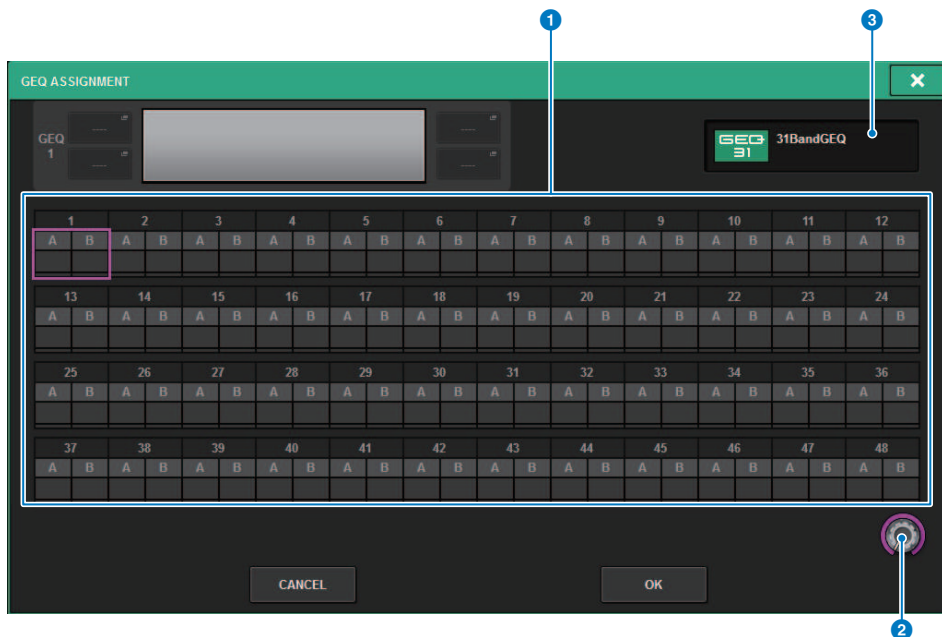 1 3
GEQ ASSIGNMENT
GEQ 1
---- ----
---- ----
GEQ 31 31BandGEQ
1 2 3 4 5 6 7 8 9 10 11 12
A B A B A B A B A B A B A B A B A B A B A B A B
13 14 15 16 17 18 19 20 21 22 23 24
A B A B A B A B A B A B A B A B A B A B A B A B
25 26 27 28 29 30 31 32 33 34 35 36
A B A B A B A B A B A B A B A B A B A B A B A B
37 38 39 40 41 42 43 44 45 46 47 48
A B A B A B A B A B A B A B A B A B A B A B A B
CANCEL OK
2